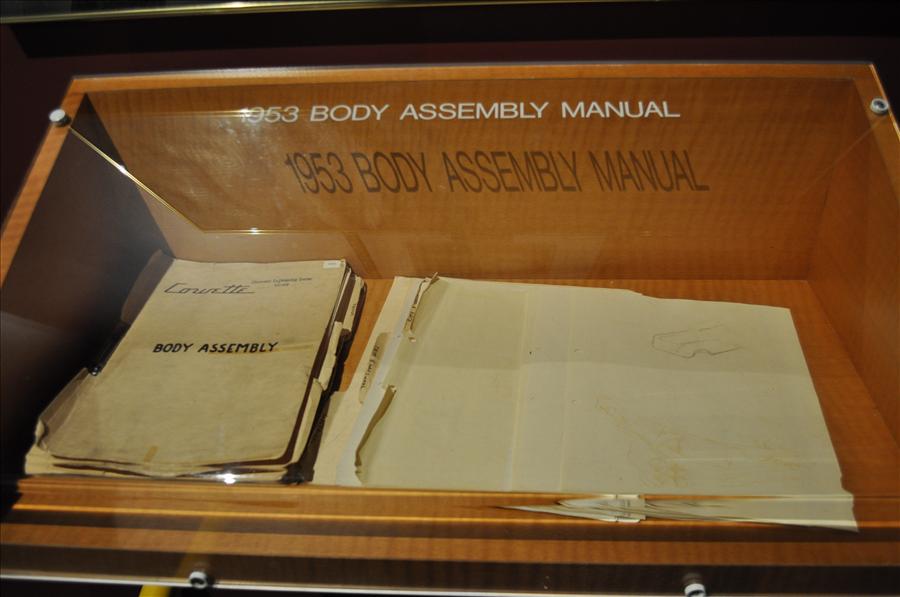 1953 BODY ASSEMBLY MANUAL
1953 BODY ASSEMBLY MANUAL
Corvette
BODY ASSEMBLY